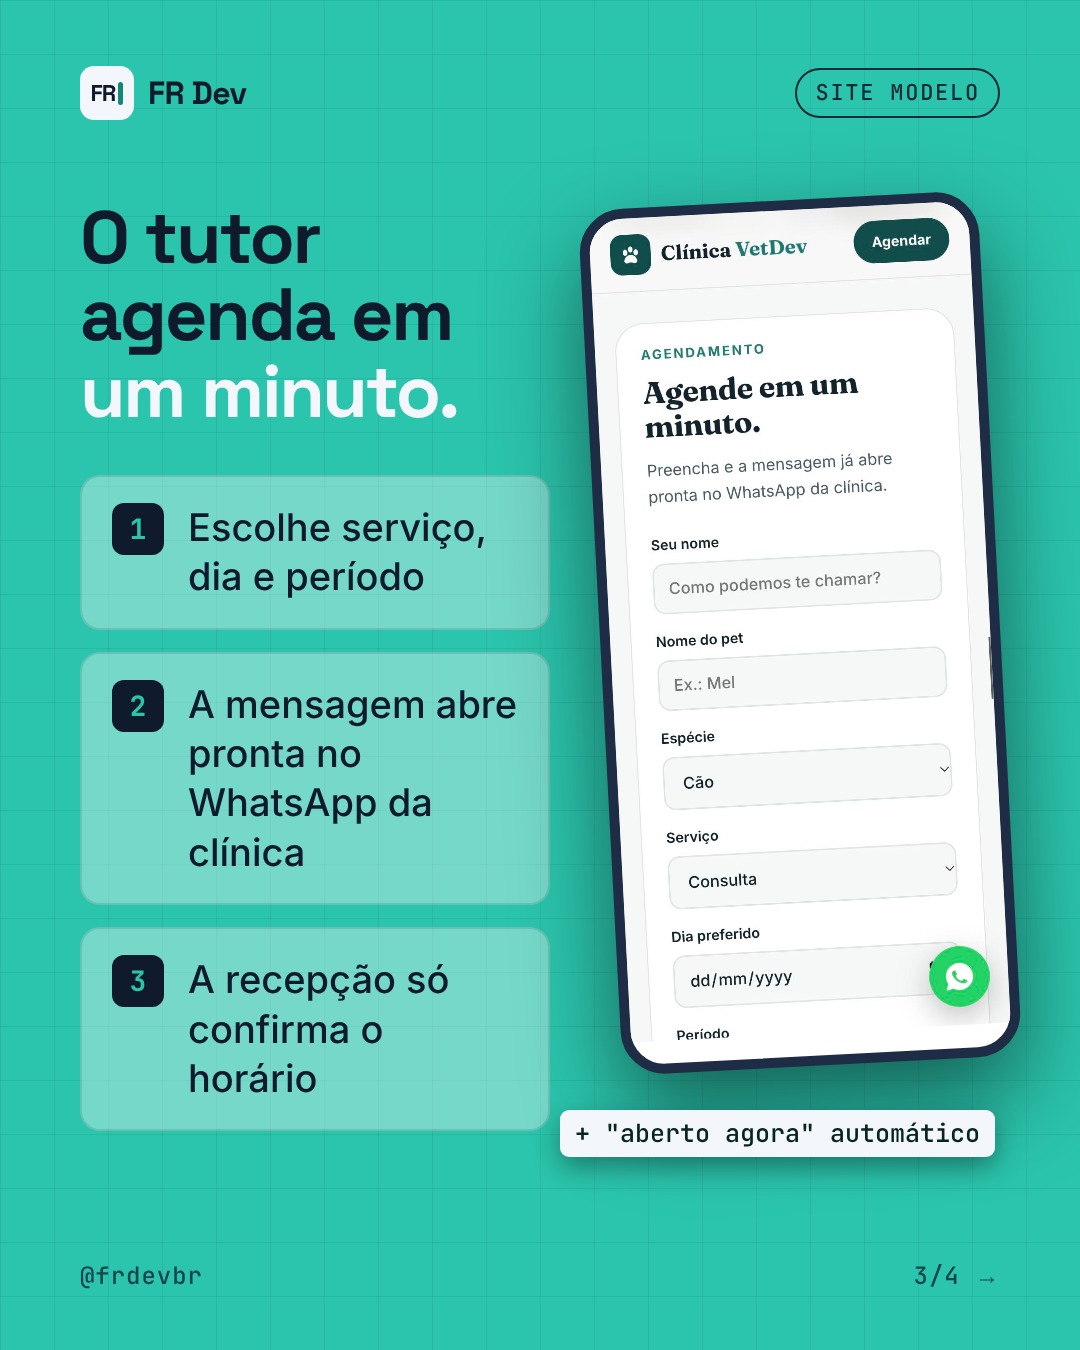 FR
FR Dev
SITE MODELO
O tutor
agenda em
um minuto.
1
Escolhe serviço,
dia e período
2
A mensagem abre
pronta no
WhatsApp da
clínica
3
A recepção só
confirma o
horário
Clínica VetDev
Agendar
AGENDAMENTO
Agende em um
minuto.
Preencha e a mensagem já abre
pronta no WhatsApp da clínica.
Seu nome
Como podemos te chamar?
Nome do pet
Ex.: Mel
Espécie
Cão
Serviço
Consulta
Dia preferido
dd/mm/yyyy
Período
+ "aberto agora" automático
@frdevbr
3/4 →